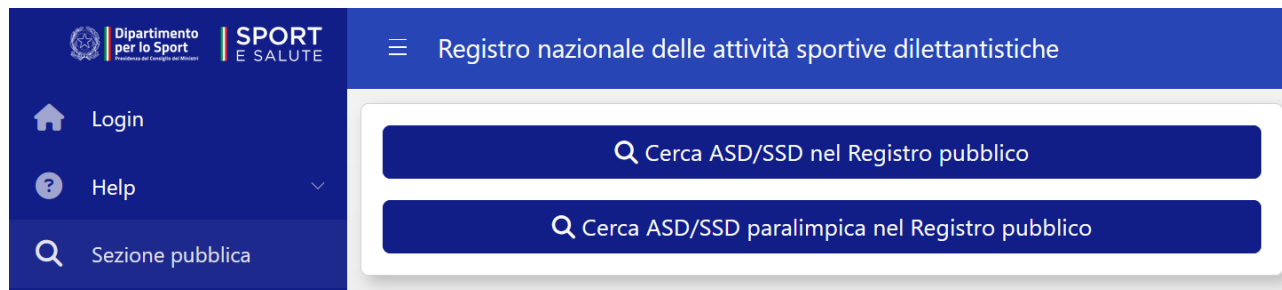 Dipartimento
per lo Sport
Presidenza del Consiglio dei Ministri
SPORT
E SALUTE
Registro nazionale delle attività sportive dilettantistiche
Login
Help
Sezione pubblica
Cerca ASD/SSD nel Registro pubblico
Cerca ASD/SSD paralimpica nel Registro pubblico